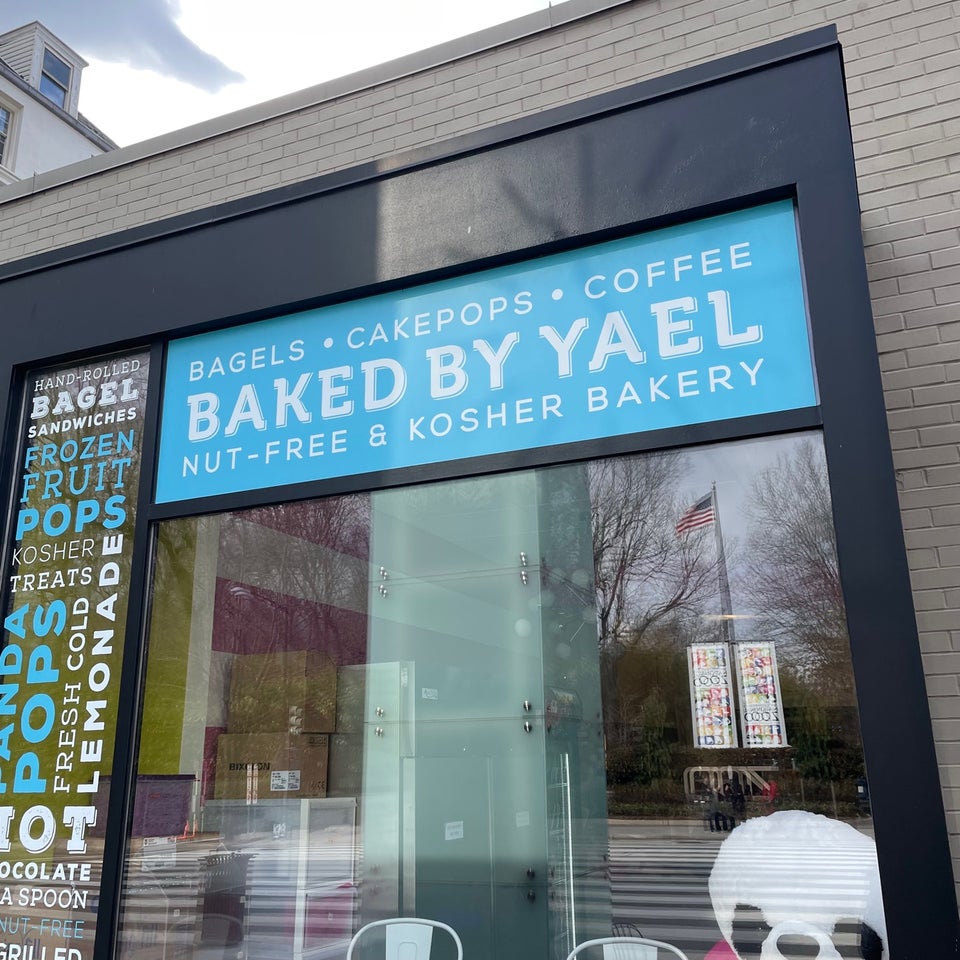 BAGELS • CAKEPOPS • COFFEE
BAKED BY YAEL
NUT-FREE & KOSHER BAKERY
HAND-ROLLED
BAGEL
SANDWICHES
FROZEN
FRUIT
POPS
KOSHER
TREATS
PANDA
POPS
FRESH COLD
LEMONADE
HOT
CHOCOLATE
A SPOON
NUT-FREE
GRILLED
BIXOLON